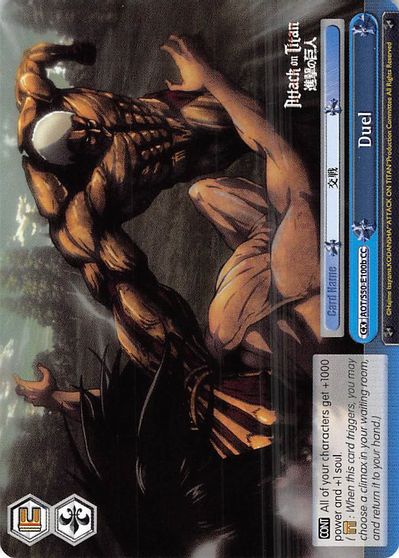 Attack on Titan
進撃の巨人
Card Name
交戦
Duel
AOT/S50-E100b CC
©Hajime Isayama,KODANSHA/"ATTACK ON TITAN"Production Committee All Rights Reserved
CONT All of your characters get +1000
power and +1 soul.
( : When this card triggers, you may
choose a climax in your waiting room,
and return it to your hand.)